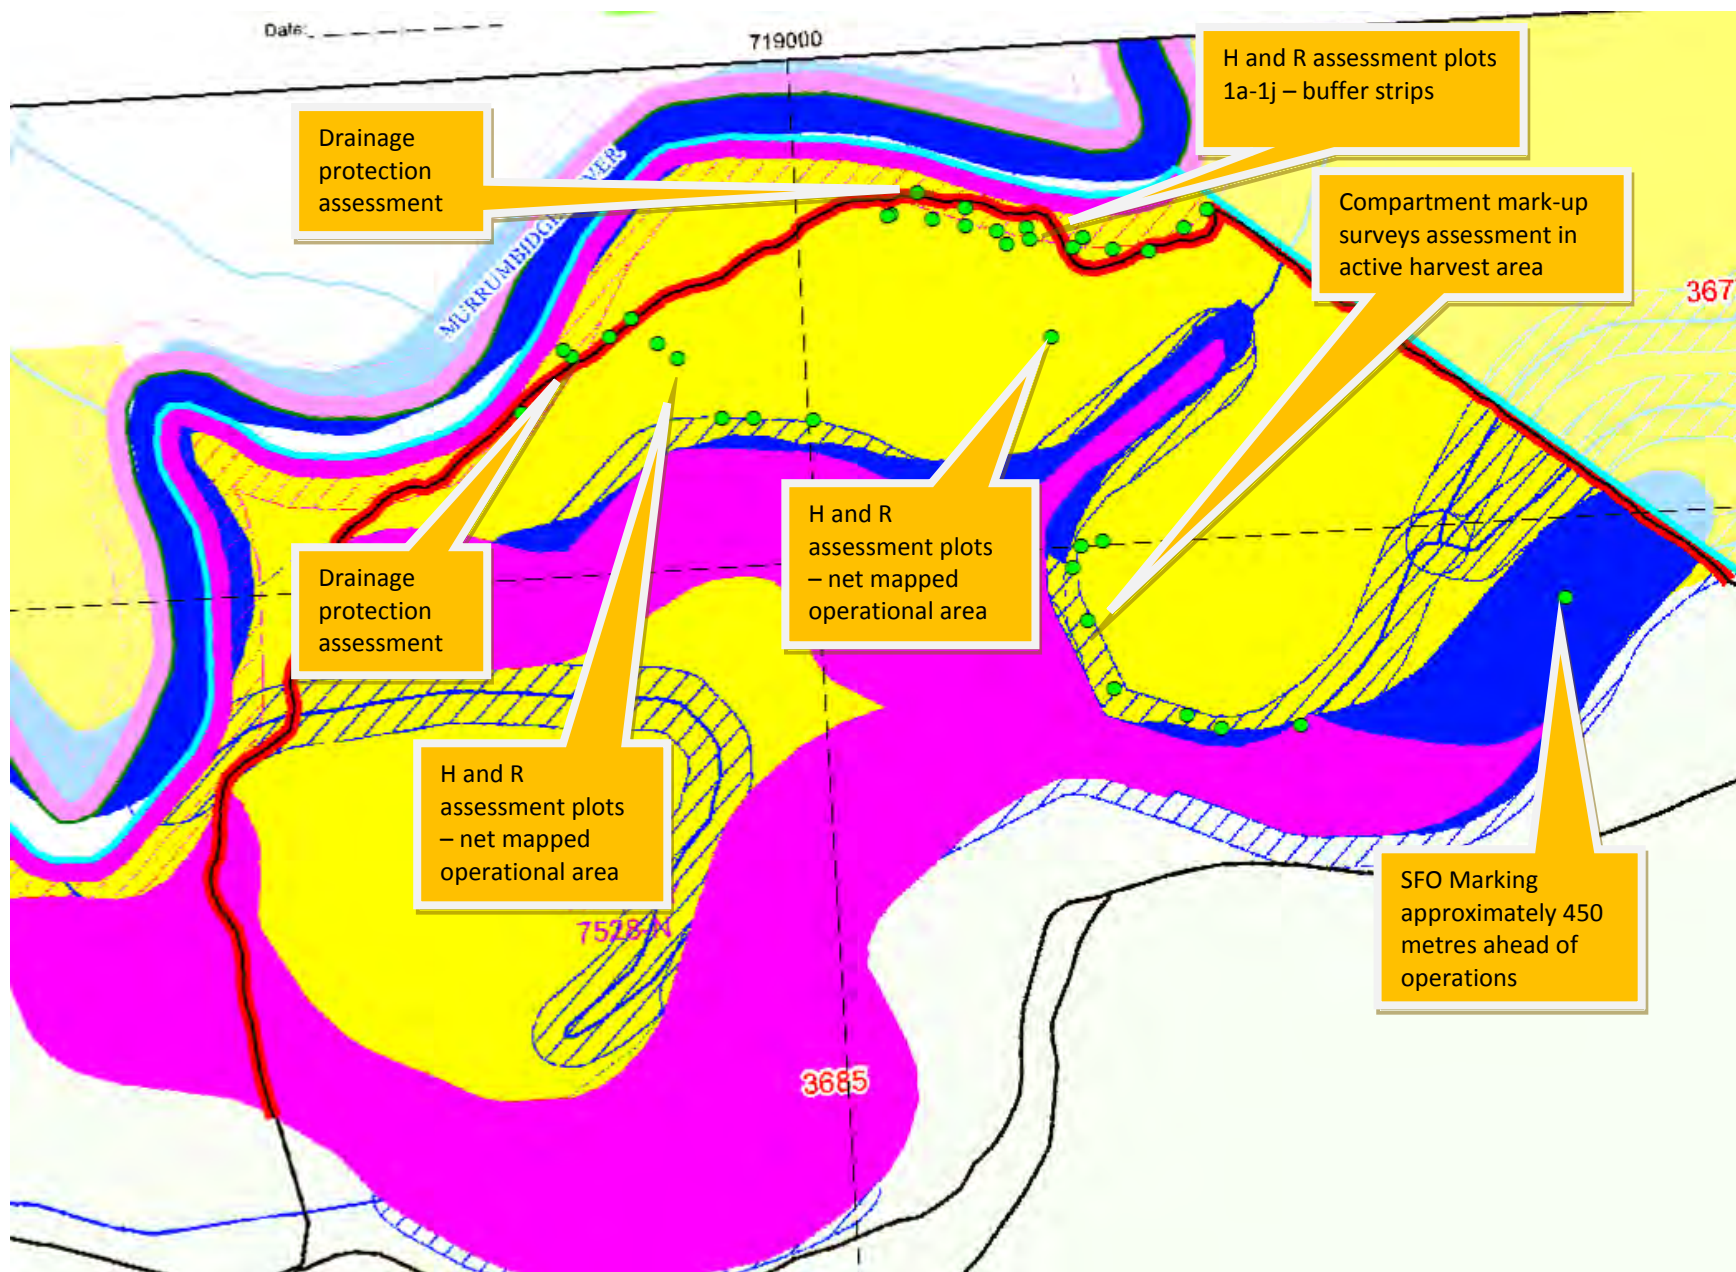 Date:
719000
H and R assessment plots
1a-1j – buffer strips
Drainage
protection
assessment
MURRUMBIDGEE RIVER
Compartment mark-up
surveys assessment in
active harvest area
367
H and R
assessment plots
– net mapped
operational area
Drainage
protection
assessment
H and R
assessment plots
– net mapped
operational area
SFO Marking
approximately 450
metres ahead of
operations
7528-N
3685